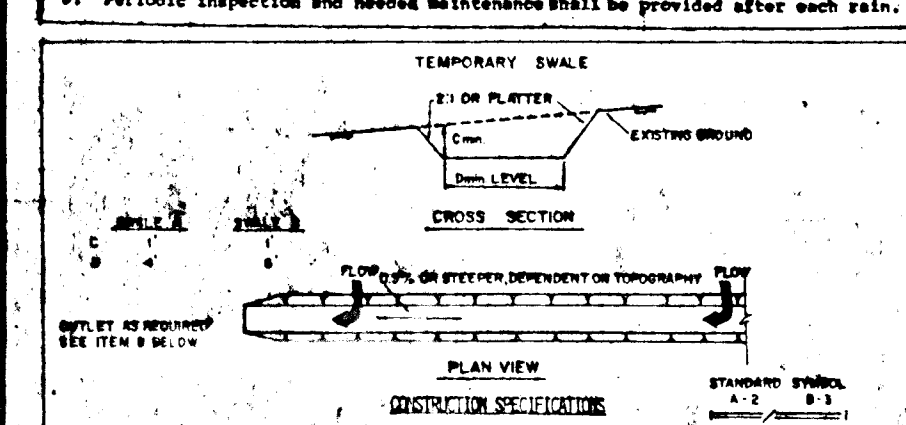 9. Periodic inspection and needed maintenance shall be provided after each rain.
TEMPORARY SWALE
2:1 OR FLATTER
C min.
EXISTING GROUND
D min LEVEL
CROSS SECTION
SWALE A SWALE B
C 1' 1'
D 4' 6'
FLOW 0.5% OR STEEPER, DEPENDENT ON TOPOGRAPHY FLOW
OUTLET AS REQUIRED
SEE ITEM 8 BELOW
PLAN VIEW
STANDARD SYMBOL
A-2 B-3
CONSTRUCTION SPECIFICATIONS